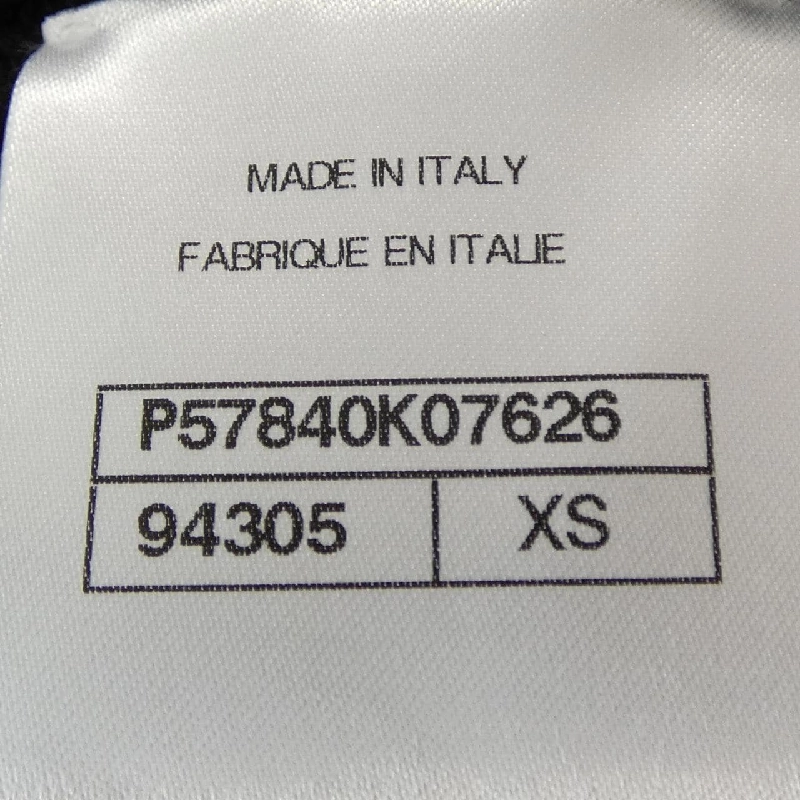 MADE IN ITALY
FABRIQUE EN ITALIE
P57840K07626
94305 XS